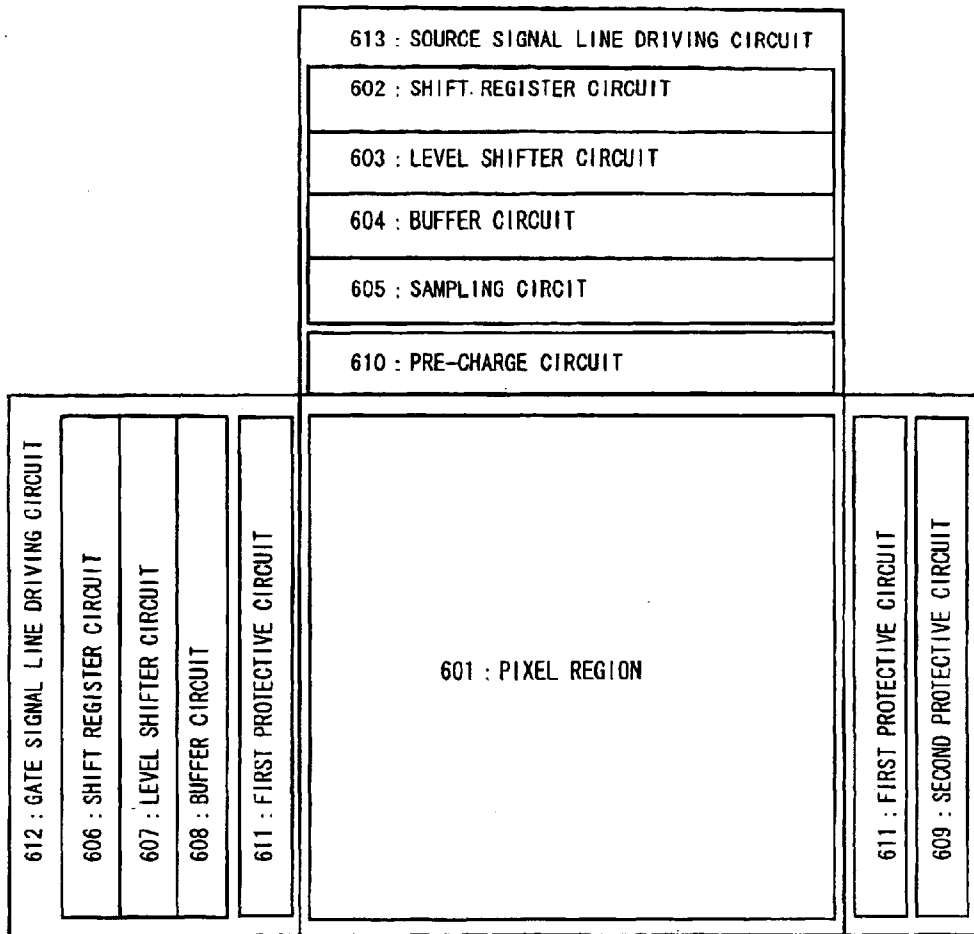 613 : SOURCE SIGNAL LINE DRIVING CIRCUIT
602 : SHIFT REGISTER CIRCUIT
603 : LEVEL SHIFTER CIRCUIT
604 : BUFFER CIRCUIT
605 : SAMPLING CIRCIT
610 : PRE-CHARGE CIRCUIT
612 : GATE SIGNAL LINE DRIVING CIRCUIT
606 : SHIFT REGISTER CIRCUIT
607 : LEVEL SHIFTER CIRCUIT
608 : BUFFER CIRCUIT
611 : FIRST PROTECTIVE CIRCUIT
601 : PIXEL REGION
611 : FIRST PROTECTIVE CIRCUIT
609 : SECOND PROTECTIVE CIRCUIT